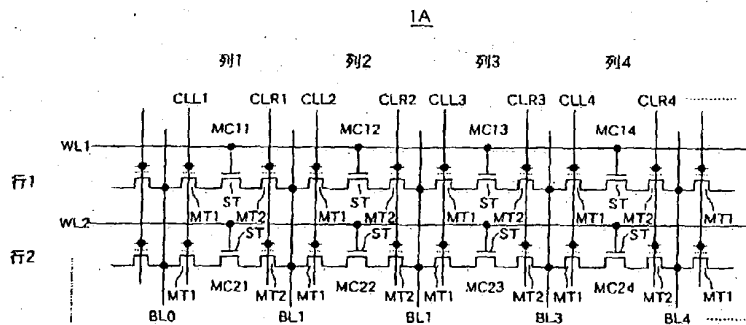 1A
列1 列2 列3 列4
CLL1 CLR1 CLL2 CLR2 CLL3 CLR3 CLL4 CLR4
MC11 MC12 MC13 MC14
WL1
行1
ST ST ST ST
MT1 MT2 MT1 MT2 MT1 MT2 MT1 MT2 MT1
WL2
ST ST ST ST
行2
MT1 MC21 MT2 MT1 MC22 MT2 MT1 MC23 MT2 MT1 MC24 MT2 MT1
BL0 BL1 BL1 BL3 BL4